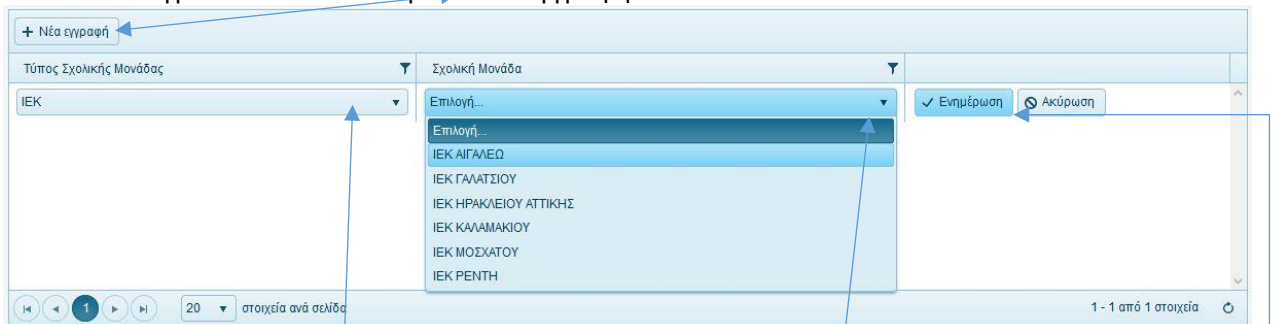 + Νέα εγγραφή
Τύπος Σχολικής Μονάδας Σχολική Μονάδα
ΙΕΚ Επιλογή... Ενημέρωση Ακύρωση
Επιλογή...
ΙΕΚ ΑΙΓΑΛΕΩ
ΙΕΚ ΓΑΛΑΤΣΙΟΥ
ΙΕΚ ΗΡΑΚΛΕΙΟΥ ΑΤΤΙΚΗΣ
ΙΕΚ ΚΑΛΑΜΑΚΙΟΥ
ΙΕΚ ΜΟΣΧΑΤΟΥ
ΙΕΚ ΡΕΝΤΗ
1 20 στοιχεία ανά σελίδα 1 - 1 από 1 στοιχεία